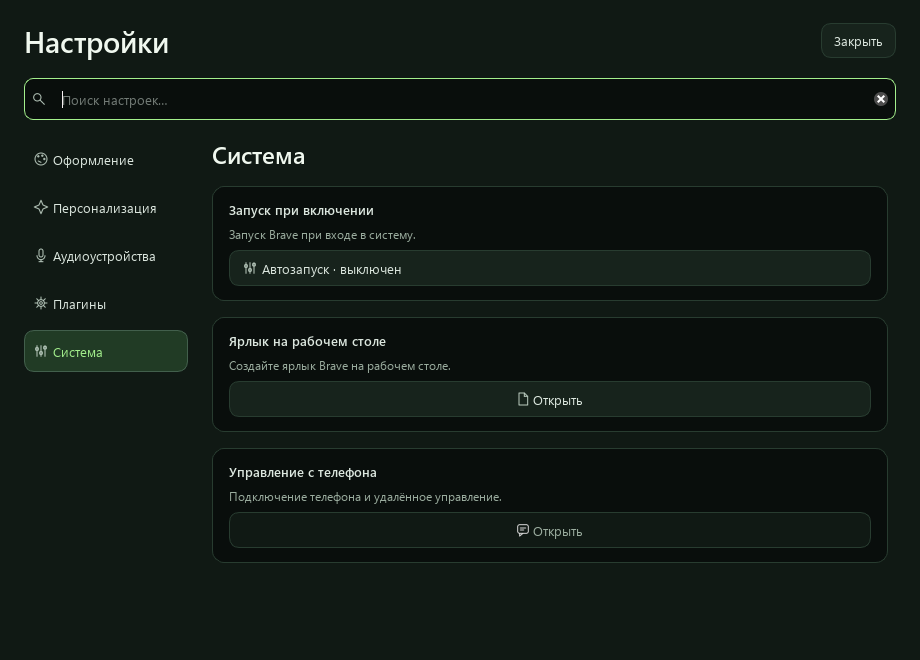 Настройки
Закрыть
Поиск настроек...
Оформление
Персонализация
Аудиоустройства
Плагины
Система
Система
Запуск при включении
Запуск Brave при входе в систему.
Автозапуск · выключен
Ярлык на рабочем столе
Создайте ярлык Brave на рабочем столе.
Открыть
Управление с телефона
Подключение телефона и удалённое управление.
Открыть